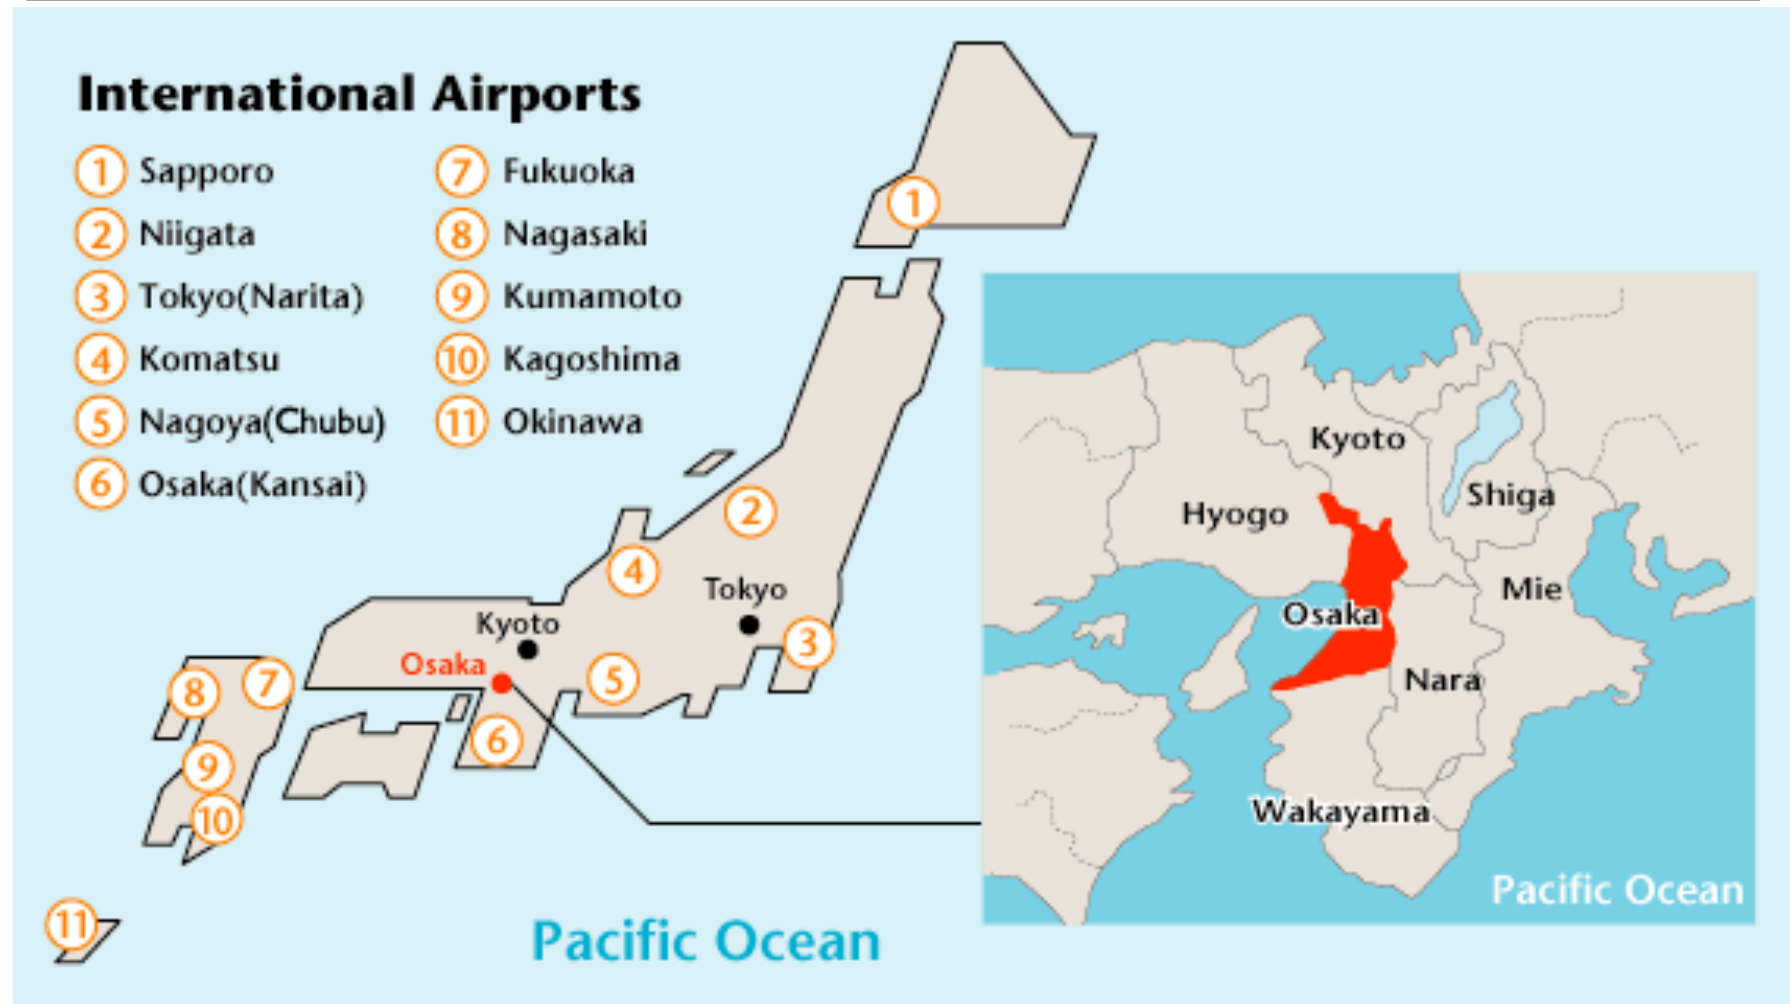 International Airports
1 Sapporo
2 Niigata
3 Tokyo(Narita)
4 Komatsu
5 Nagoya(Chubu)
6 Osaka(Kansai)
7 Fukuoka
8 Nagasaki
9 Kumamoto
10 Kagoshima
11 Okinawa
1
2
4
Tokyo
3
Kyoto
Osaka
5
6
7
8
9
10
11
Pacific Ocean
Kyoto
Shiga
Hyogo
Mie
Osaka
Nara
Wakayama
Pacific Ocean